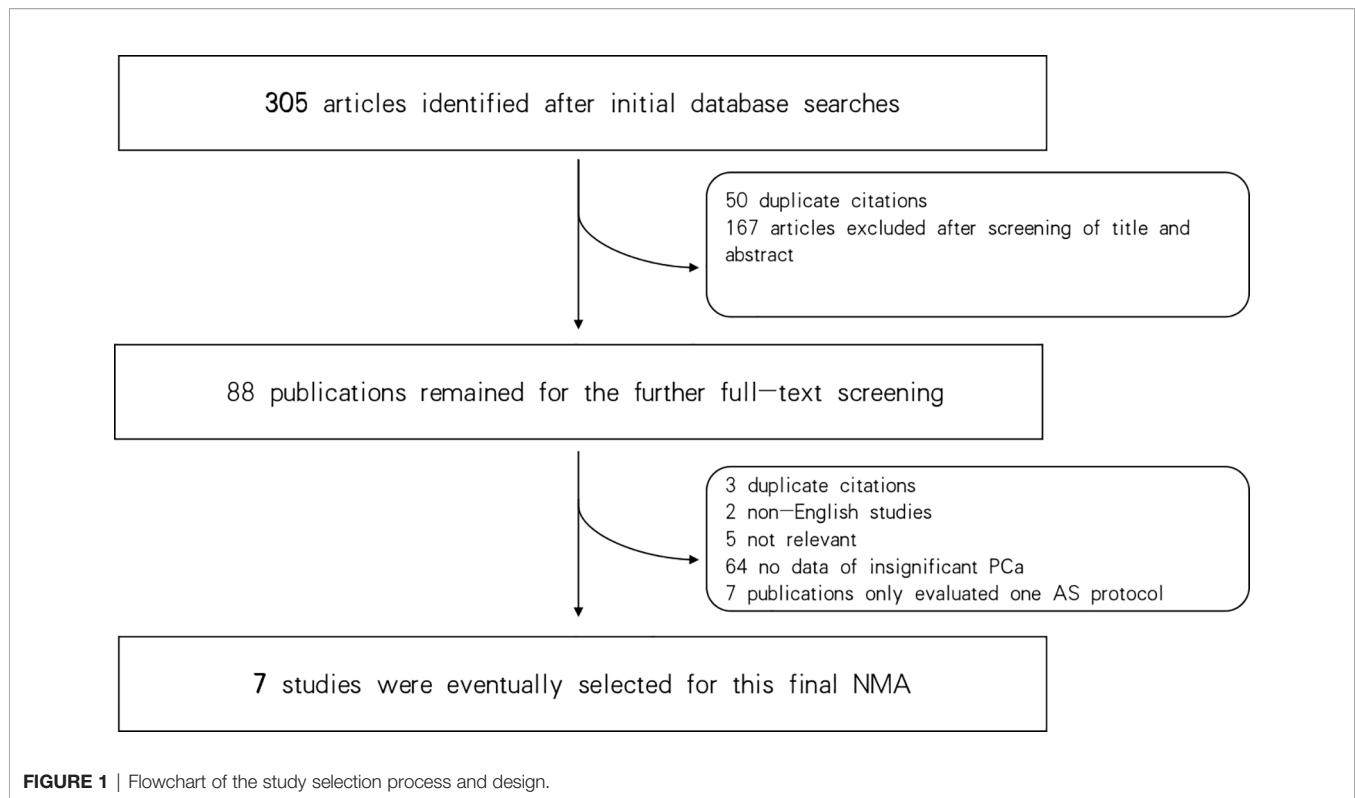 305 articles identified after initial database searches
50 duplicate citations
167 articles excluded after screening of title and
abstract
88 publications remained for the further full-text screening
3 duplicate citations
2 non-English studies
5 not relevant
64 no data of insignificant PCa
7 publications only evaluated one AS protocol
7 studies were eventually selected for this final NMA
FIGURE 1 | Flowchart of the study selection process and design.